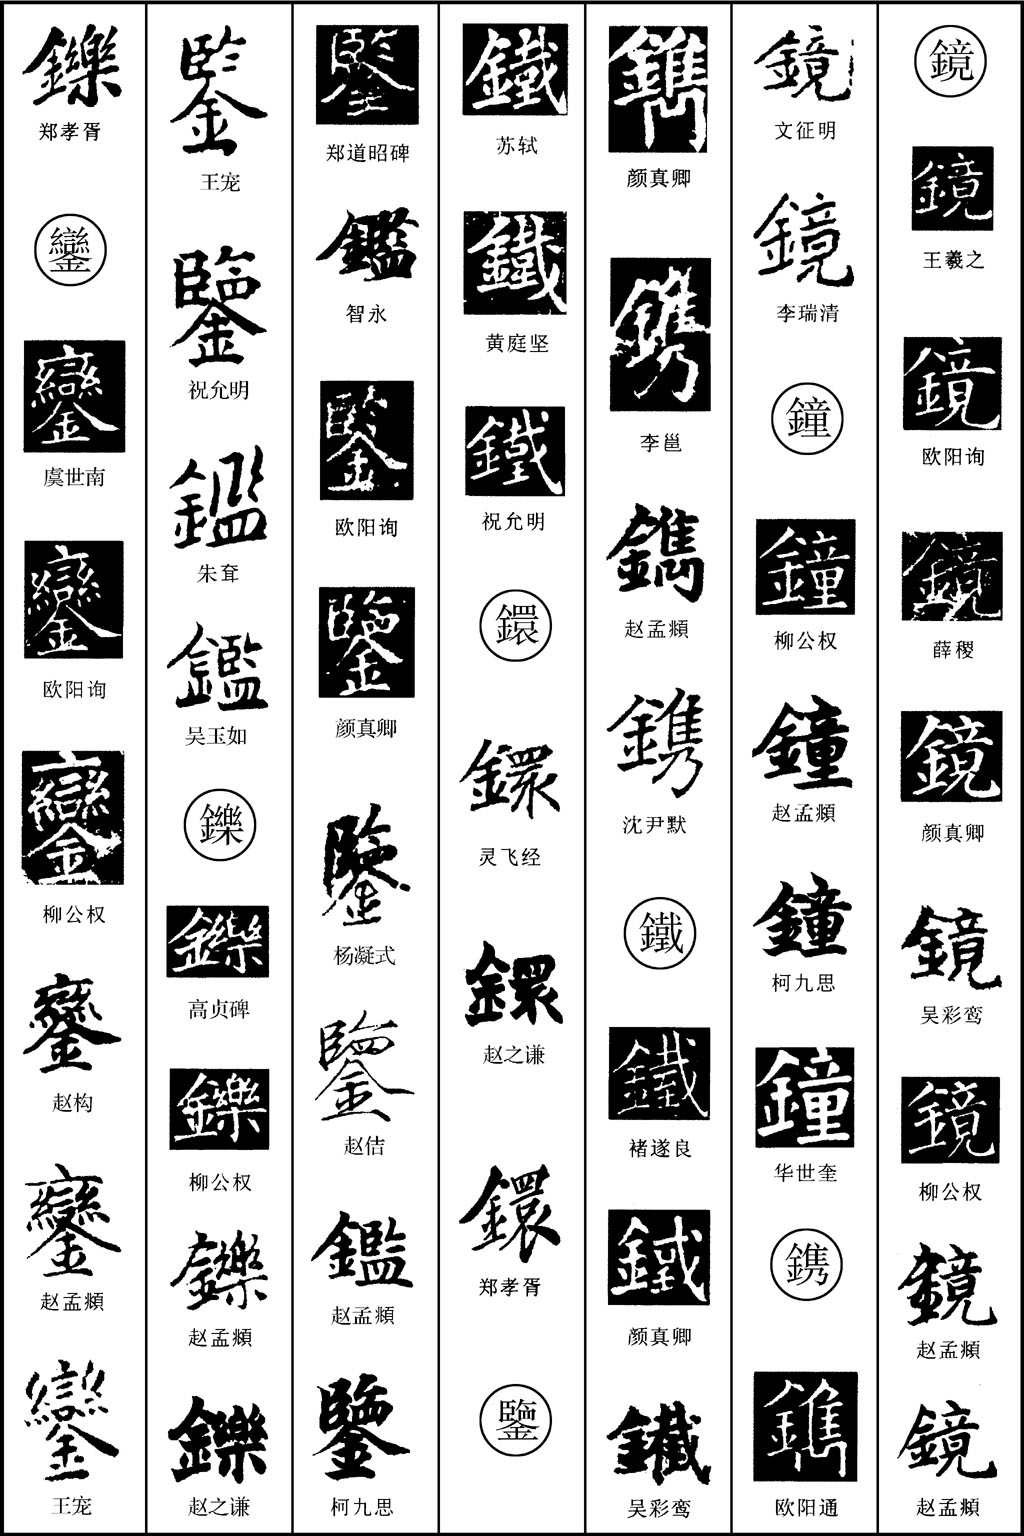 鏡
鏡
王羲之
鏡
欧阳询
鏡
薛稷
鏡
颜真卿
鏡
吴彩鸾
鏡
柳公权
鏡
赵孟頫
鏡
赵孟頫
鏡
文征明
鏡
李瑞清
鐘
鐘
柳公权
鐘
赵孟頫
鐘
柯九思
鐘
华世奎
鎸
鐫
欧阳通
鐫
颜真卿
鎸
李邕
鐫
赵孟頫
鎸
沈尹默
鐵
鐵
褚遂良
鐵
颜真卿
鐵
吴彩鸾
鐵
苏轼
鐵
黄庭坚
鐵
祝允明
鐶
鐶
灵飞经
鐶
赵之谦
鐶
郑孝胥
鑒
鑒
郑道昭碑
鑑
智永
鑒
欧阳询
鑒
颜真卿
鑒
杨凝式
鑒
赵佶
鑑
赵孟頫
鑒
柯九思
鑒
王宠
鑒
祝允明
鑑
朱耷
鑑
吴玉如
鑠
鑠
高贞碑
鑠
柳公权
鑠
赵孟頫
鑠
赵之谦
鑠
郑孝胥
鑾
鑾
虞世南
鑾
欧阳询
鑾
柳公权
鑾
赵构
鑾
赵孟頫
鑾
王宠